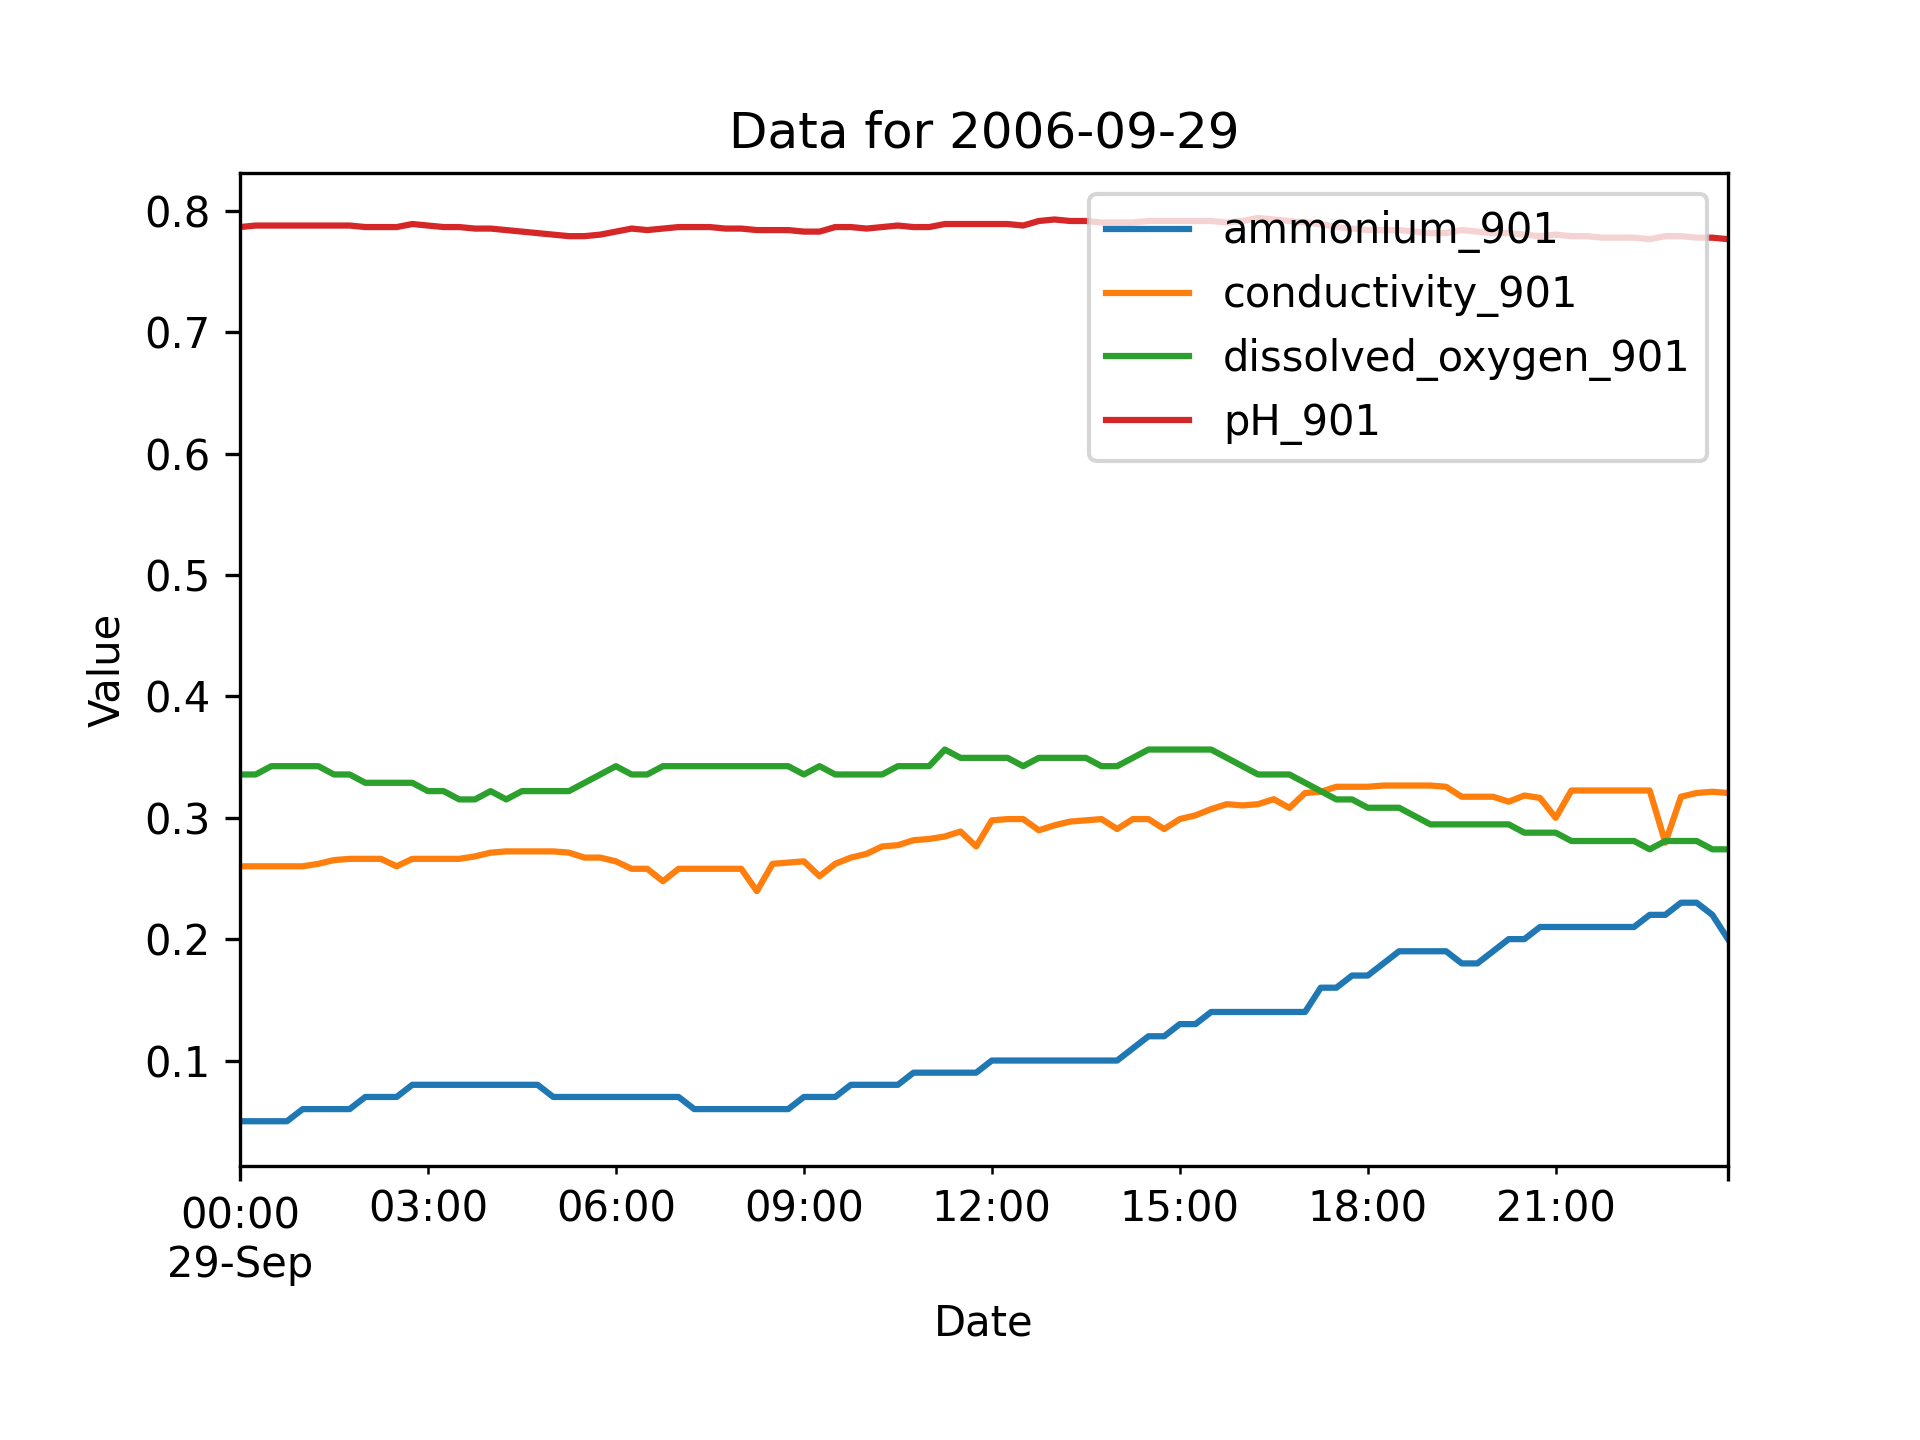 Data for 2006-09-29
ammonium_901
conductivity_901
dissolved_oxygen_901
pH_901
0.8
0.7
0.6
0.5
0.4
0.3
0.2
0.1
Value
00:00 03:00 06:00 09:00 12:00 15:00 18:00 21:00
29-Sep
Date